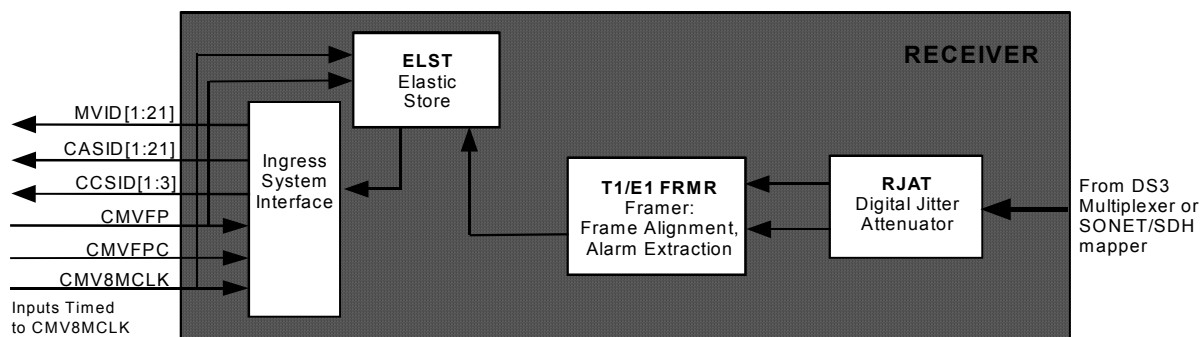 RECEIVER
ELST
Elastic
Store
MVID[1:21]
CASID[1:21]
CCSID[1:3]
CMVFP
CMVFPC
CMV8MCLK
Inputs Timed
to CMV8MCLK
Ingress
System
Interface
T1/E1 FRMR
Framer:
Frame Alignment,
Alarm Extraction
RJAT
Digital Jitter
Attenuator
From DS3
Multiplexer or
SONET/SDH
mapper